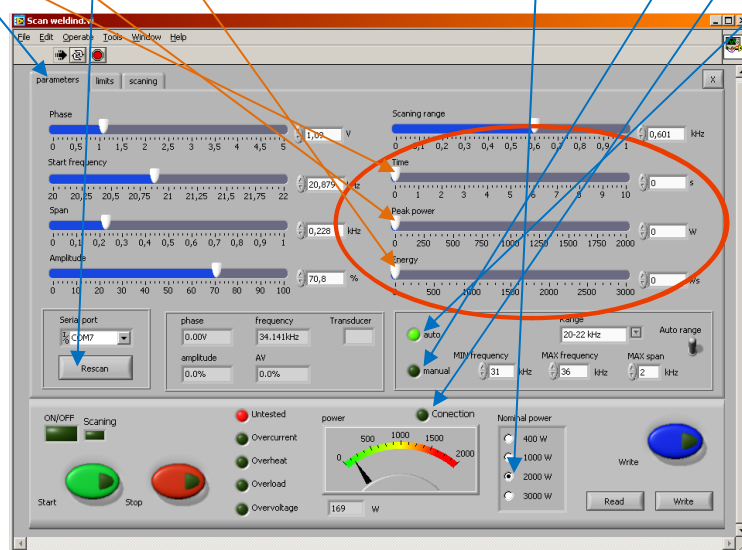 Scan welding.vi
File Edit Operate Tools Window Help
parameters limits scaning X
Phase
0 0,5 1 1,5 2 2,5 3 3,5 4 4,5 5
1,09 V
Start frequency
20 20,25 20,5 20,75 21 21,25 21,5 21,75 22
20,879 kHz
Span
0 0,1 0,2 0,3 0,4 0,5 0,6 0,7 0,8 0,9 1
0,228 kHz
Amplitude
0 10 20 30 40 50 60 70 80 90 100
70,8 %
Scaning range
0 0,1 0,2 0,3 0,4 0,5 0,6 0,7 0,8 0,9 1
0,601 kHz
Time
0 1 2 3 4 5 6 7 8 9 10
0 s
Peak power
0 250 500 750 1000 1250 1500 1750 2000
0 W
Energy
0 500 1000 1500 2000 2500 3000
0 Ws
Serial port
COM7
Rescan
phase frequency Transducer
0.00V 34.141kHz
amplitude AV
0.0% 0.0%
auto
manual
Range
20-22 kHz
Auto range
MIN frequency MAX frequency MAX span
31 kHz 36 kHz 2 kHz
ON/OFF Scaning
Start Stop
Untested
Overcurrent
Overheat
Overload
Overvoltage
power
Conection
0 500 1000 1500 2000
169 W
Nominal power
400 W
1000 W
2000 W
3000 W
Write
Read Write